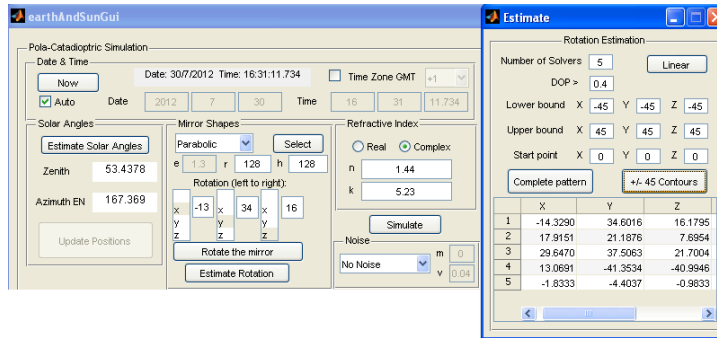 earthAndSunGui
Pola-Catadioptric Simulation
Date & Time
Now
Date: 30/7/2012 Time: 16:31:11.734
Time Zone GMT +1
Auto Date 2012 7 30 Time 16 31 11.734
Solar Angles
Estimate Solar Angles
Zenith 53.4378
Azimuth EN 167.369
Update Positions
Mirror Shapes
Parabolic Select
e 1.3 r 128 h 128
Rotation (left to right):
x y z -13 x y z 34 x y z 16
Rotate the mirror
Estimate Rotation
Refractive Index
Real Complex
n 1.44
k 5.23
Simulate
Noise
No Noise m 0
v 0.04
Estimate
Rotation Estimation
Number of Solvers 5 Linear
DOP > 0.4
Lower bound X -45 Y -45 Z -45
Upper bound X 45 Y 45 Z 45
Start point X 0 Y 0 Z 0
Complete pattern +/- 45 Contours
X Y Z
1 -14.3290 34.6016 16.1795
2 17.9151 21.1876 7.6954
3 29.6470 37.5063 21.7004
4 13.0691 -41.3534 -40.9946
5 -1.8333 -4.4037 -0.9833